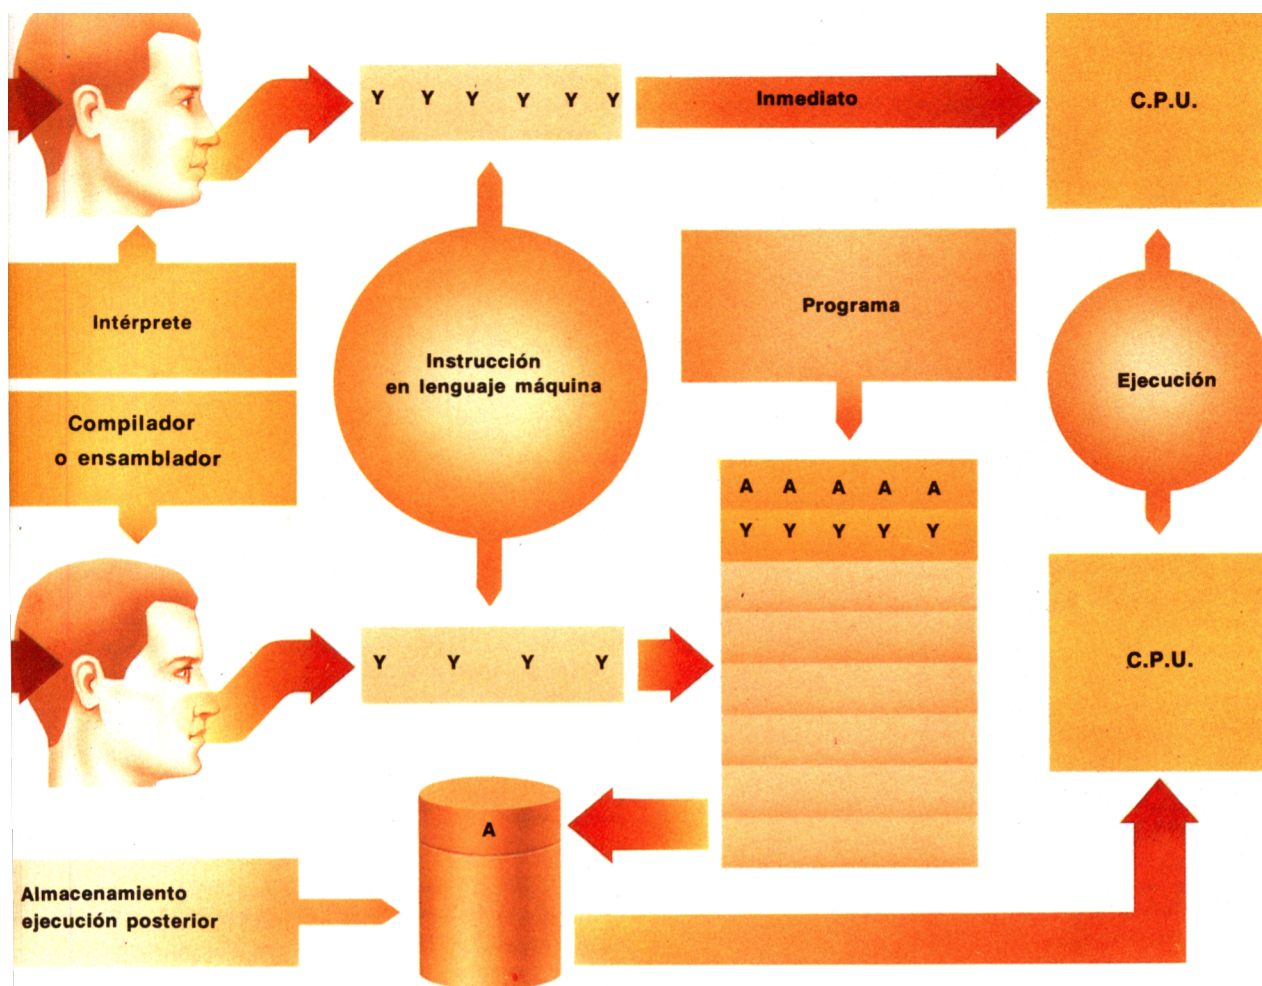 Y Y Y Y Y Y
Inmediato
C.P.U.
Intérprete
Compilador
o ensamblador
Instrucción
en lenguaje máquina
Programa
Ejecución
A A A A A
Y Y Y Y Y
Y Y Y Y
C.P.U.
A
Almacenamiento
ejecución posterior